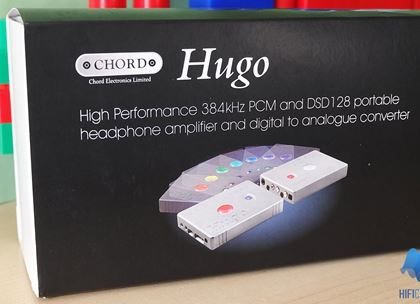 CHORD
Chord Electronics Limited
Hugo
High Performance 384kHz PCM and DSD128 portable
headphone amplifier and digital to analogue converter